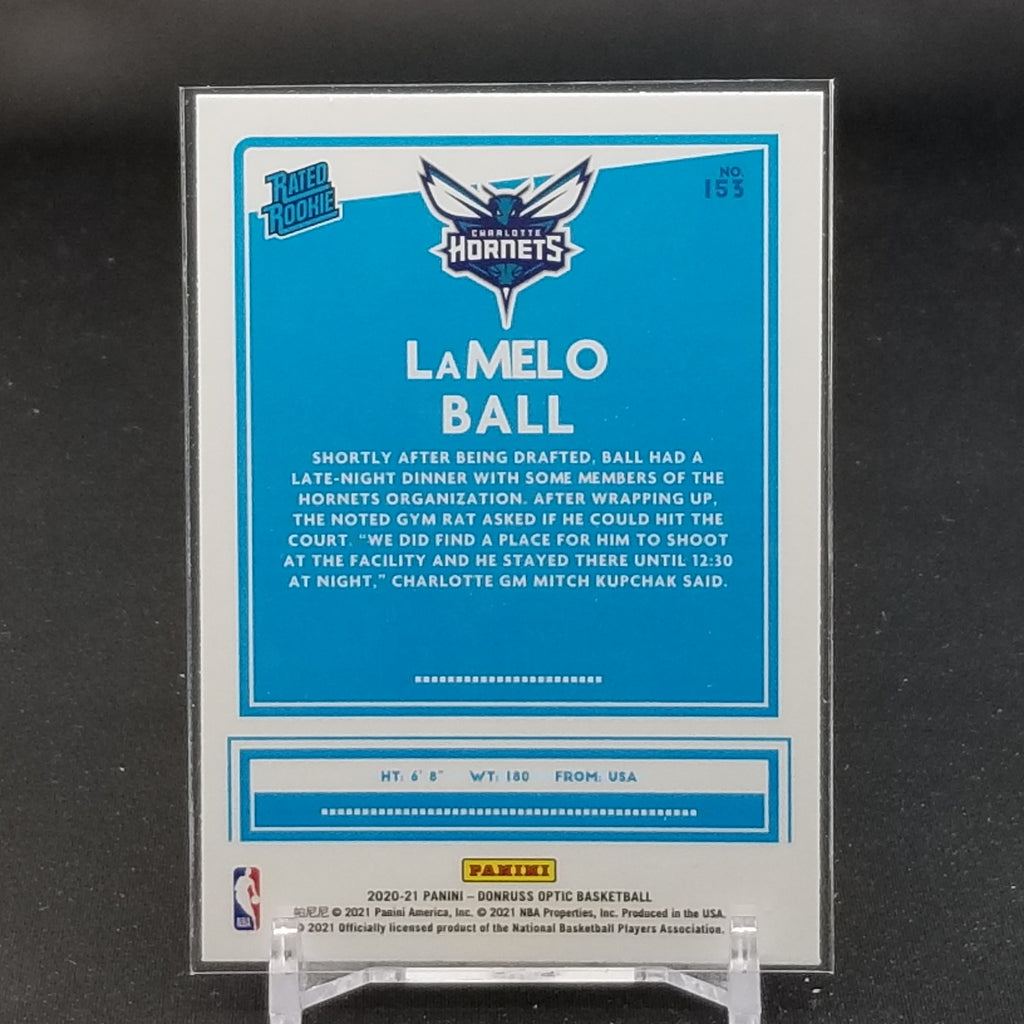 RATED
ROOKIE
NO.
153
CHARLOTTE
HORNETS
LaMELO
BALL
SHORTLY AFTER BEING DRAFTED, BALL HAD A
LATE-NIGHT DINNER WITH SOME MEMBERS OF THE
HORNETS ORGANIZATION. AFTER WRAPPING UP,
THE NOTED GYM RAT ASKED IF HE COULD HIT THE
COURT. “WE DID FIND A PLACE FOR HIM TO SHOOT
AT THE FACILITY AND HE STAYED THERE UNTIL 12:30
AT NIGHT,” CHARLOTTE GM MITCH KUPCHAK SAID.
HT: 6' 8" WT: 180 FROM: USA
PANINI
NBA
2020-21 PANINI – DONRUSS OPTIC BASKETBALL
帕尼尼 © 2021 Panini America, Inc. © 2021 NBA Properties, Inc. Produced in the USA.
© 2021 Officially licensed product of the National Basketball Players Association.